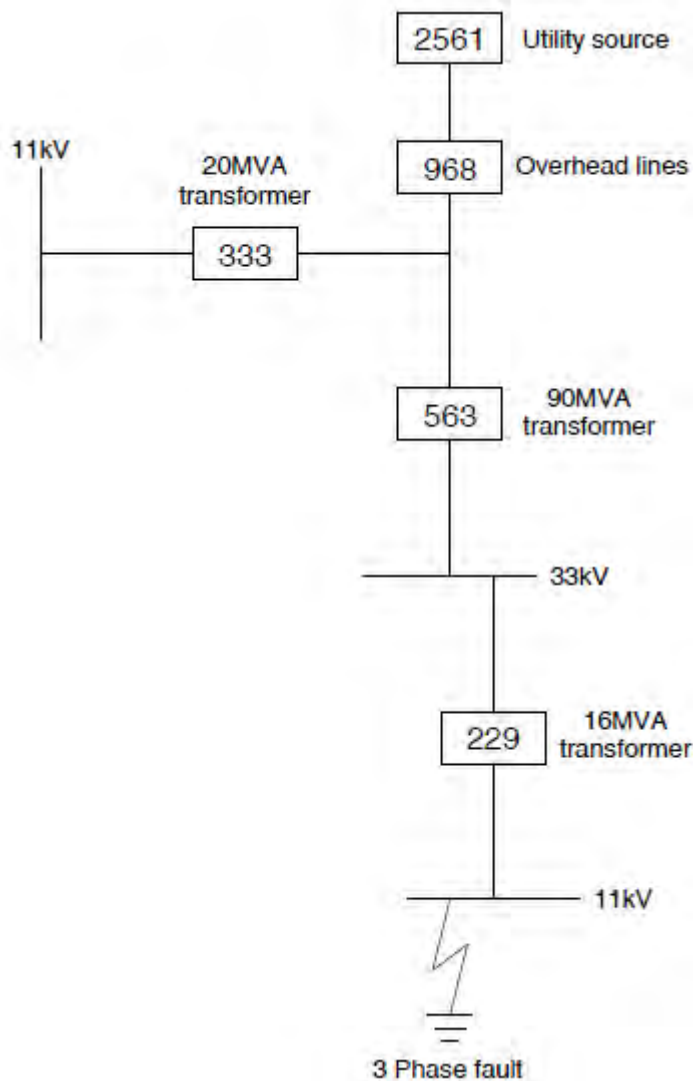 2561
Utility source
968
Overhead lines
11kV
20MVA
transformer
333
563
90MVA
transformer
33kV
229
16MVA
transformer
11kV
3 Phase fault